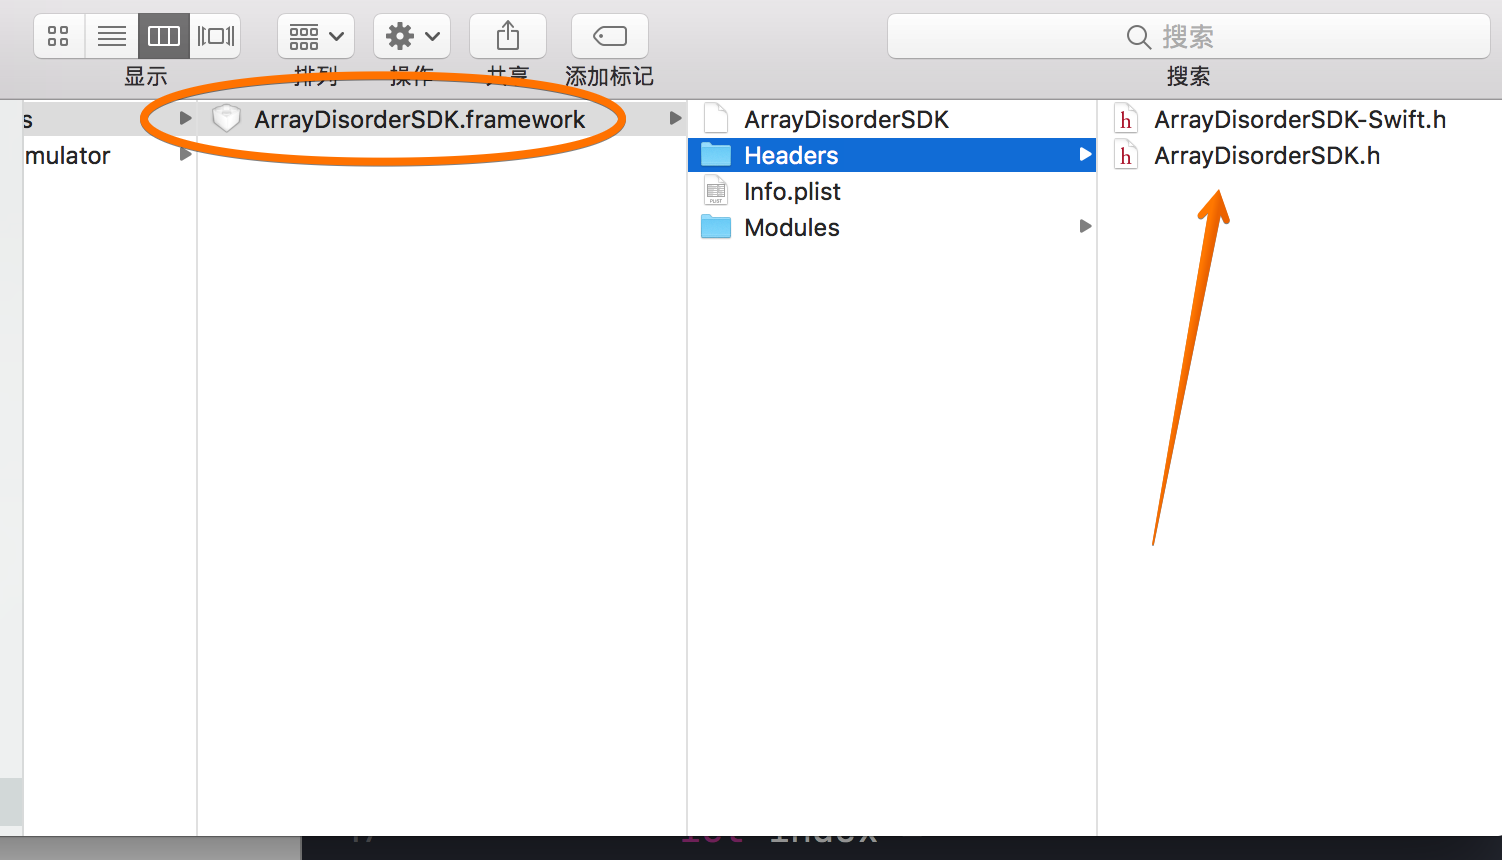 显示
排列
操作
共享
添加标记
搜索
搜索
s
mulator
ArrayDisorderSDK.framework
ArrayDisorderSDK
Headers
Info.plist
Modules
ArrayDisorderSDK-Swift.h
ArrayDisorderSDK.h
let index